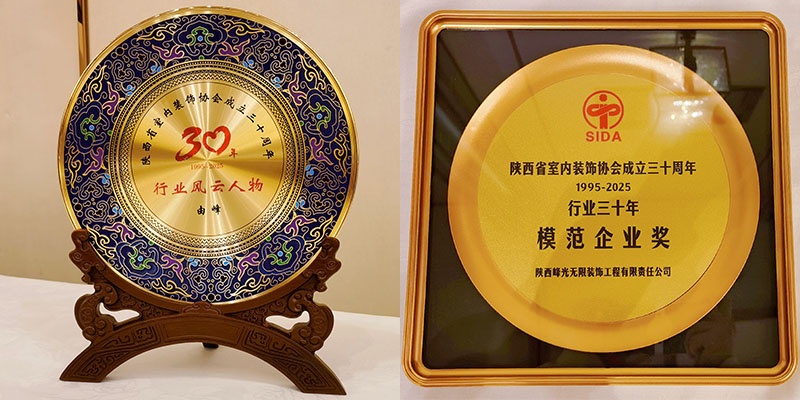 陕西省室内装饰协会成立三十周年
30年
1995-2025
行业风云人物
由峰
SIDA
陕西省室内装饰协会成立三十周年
1995-2025
行业三十年
模范企业奖
陕西峰光无限装饰工程有限责任公司